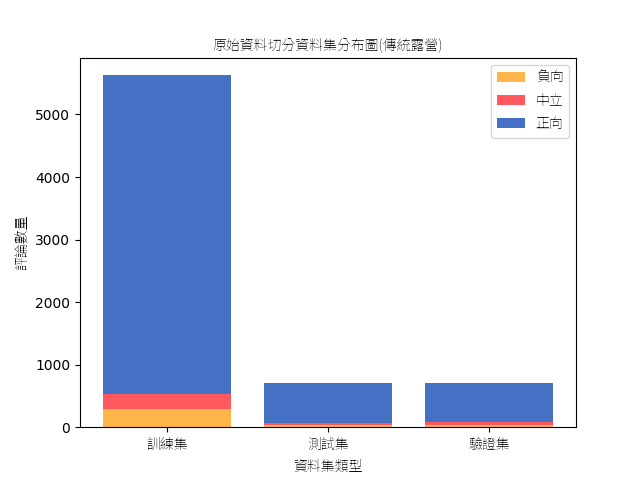 原始資料切分資料集分布圖(傳統露營)
負向
中立
正向
評論數量
5000
4000
3000
2000
1000
0
訓練集
測試集
驗證集
資料集類型